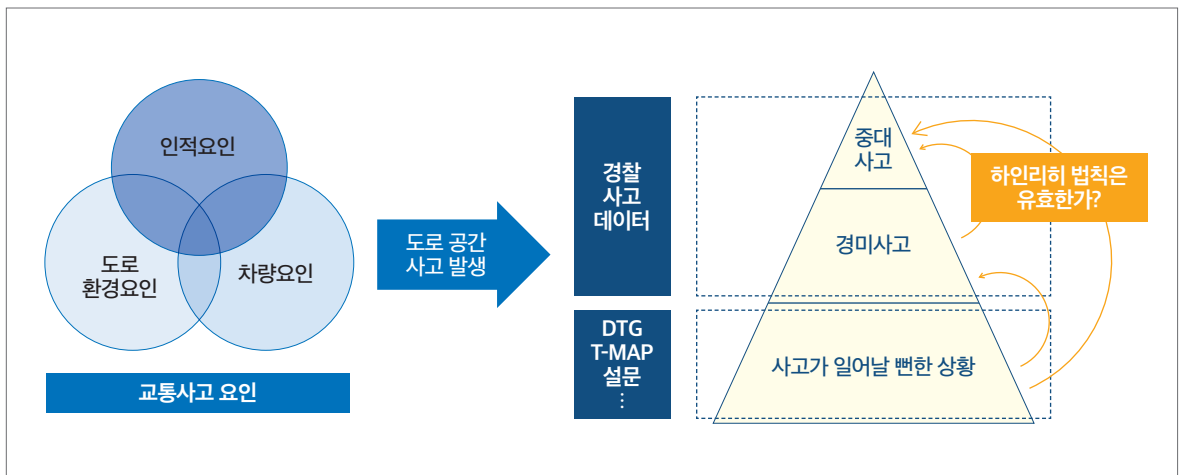 인적요인
도로
환경요인
차량요인
교통사고 요인
도로 공간
사고 발생
경찰
사고
데이터
DTG
T-MAP
설문
⋮
중대
사고
경미사고
사고가 일어날 뻔한 상황
하인리히 법칙은
유효한가?